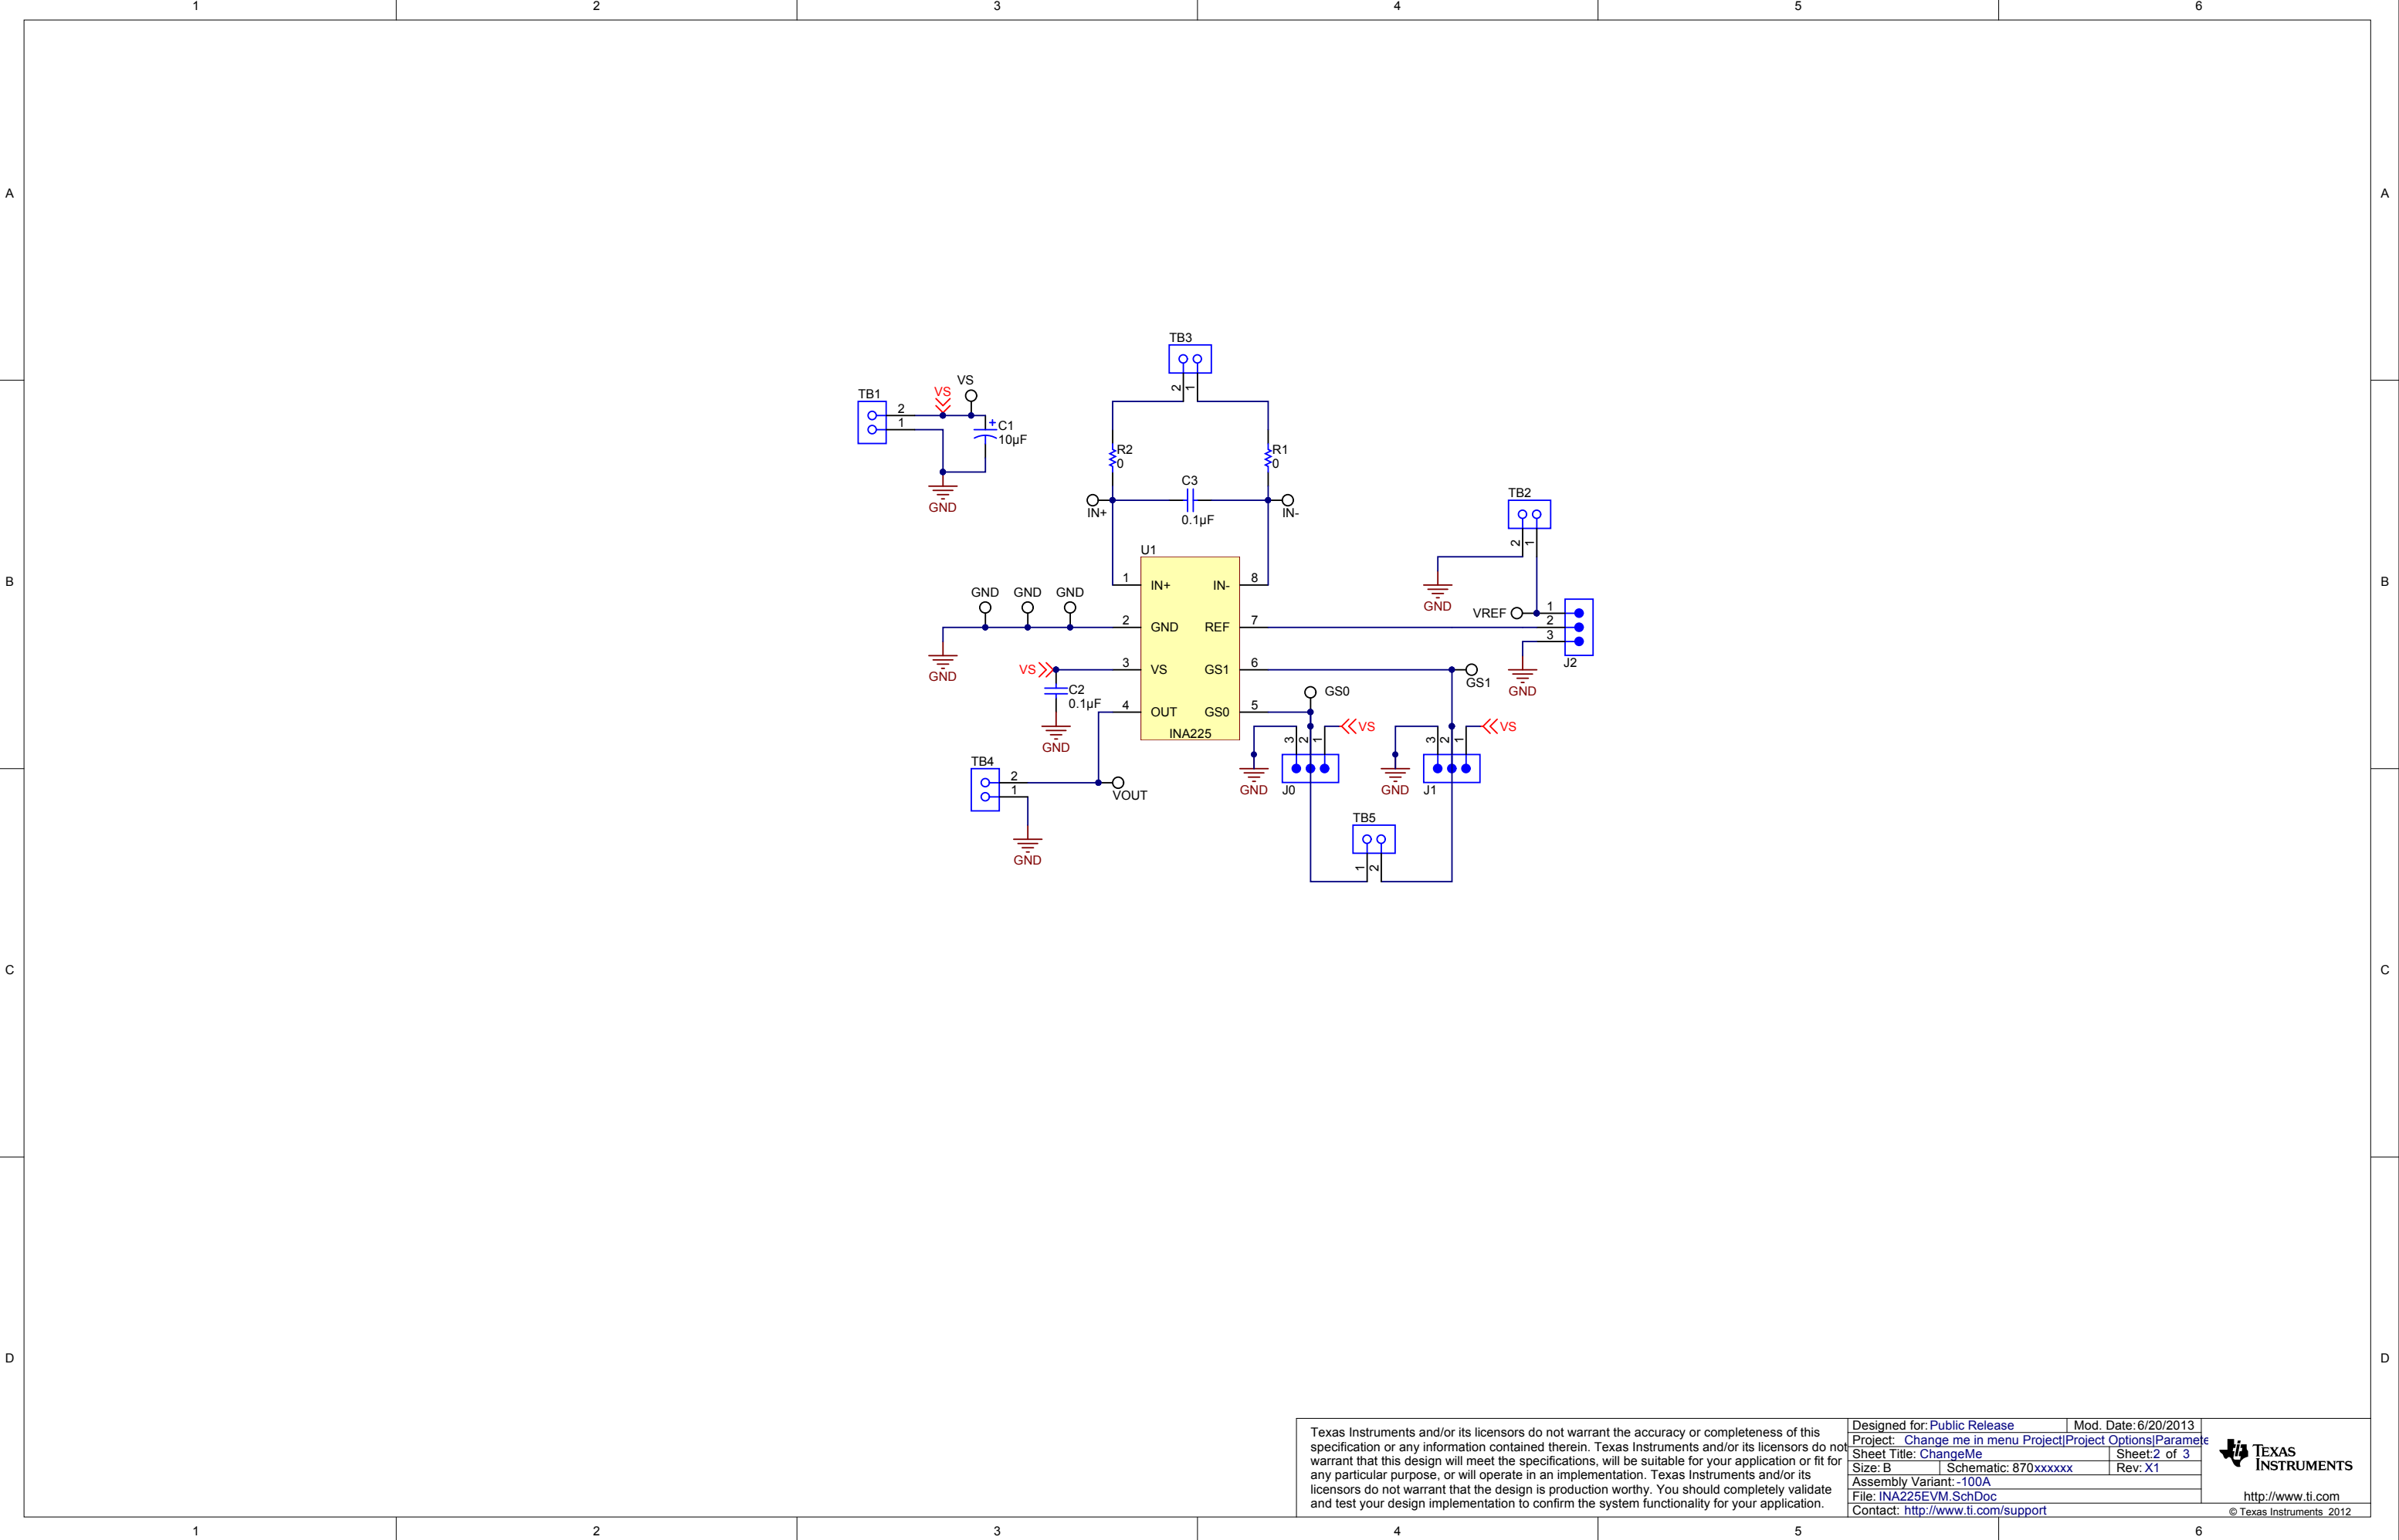 1 2 3 4 5 6
A A
TB3
2 1
VS
VS
TB1
2
1
+ C1
10µF
GND
R2
0
R1
0
C3
0.1µF
IN+
IN-
TB2
2 1
GND
U1
1 IN+ IN- 8
2 GND REF 7
3 VS GS1 6
4 OUT GS0 5
INA225
B B
GND GND GND
GND
VREF
1
2
3
J2
GND
VS
C2
0.1µF
GND
GS1
GS0
VS
3 2 1
GND
J0
VS
3 2 1
GND
J1
TB4
2
1
VOUT
GND
TB5
1 2
C C
D D
Texas Instruments and/or its licensors do not warrant the accuracy or completeness of this
specification or any information contained therein. Texas Instruments and/or its licensors do not
warrant that this design will meet the specifications, will be suitable for your application or fit for
any particular purpose, or will operate in an implementation. Texas Instruments and/or its
licensors do not warrant that the design is production worthy. You should completely validate
and test your design implementation to confirm the system functionality for your application.
Designed for: Public Release Mod. Date: 6/20/2013
Project: Change me in menu Project|Project Options|Paramete
Sheet Title: ChangeMe Sheet: 2 of 3
Size: B Schematic: 870xxxxxx Rev: X1
Assembly Variant: -100A
File: INA225EVM.SchDoc
Contact: http://www.ti.com/support
TEXAS
INSTRUMENTS
http://www.ti.com
© Texas Instruments 2012
1 2 3 4 5 6